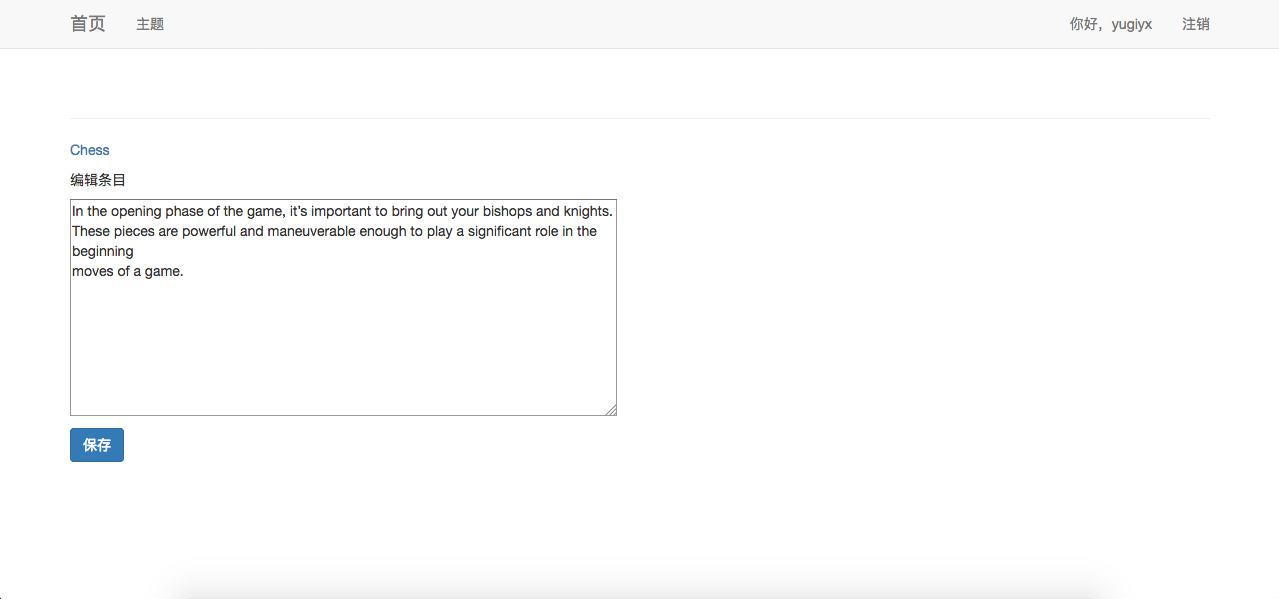 首页 主题 你好，yugiyx 注销
Chess
编辑条目
In the opening phase of the game, it's important to bring out your bishops and knights.
These pieces are powerful and maneuverable enough to play a significant role in the
beginning
moves of a game.
保存